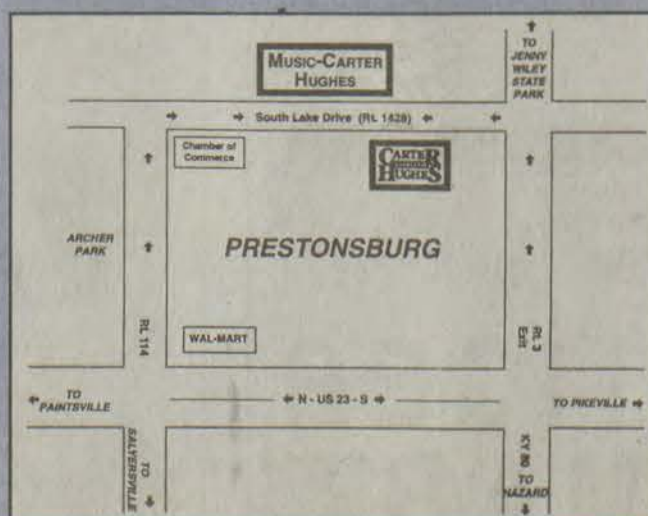 MUSIC-CARTER
HUGHES
TO
JENNY
WILEY
STATE
PARK
South Lake Drive (Rt. 1428)
Chamber of
Commerce
CARTER
HUGHES
ARCHER
PARK
PRESTONSBURG
Rt. 114
WAL-MART
Rt. 3
Exit
TO
PAINTSVILLE
N - US 23 - S
TO PIKEVILLE
TO
SALYERSVILLE
KY 80
TO
HAZARD